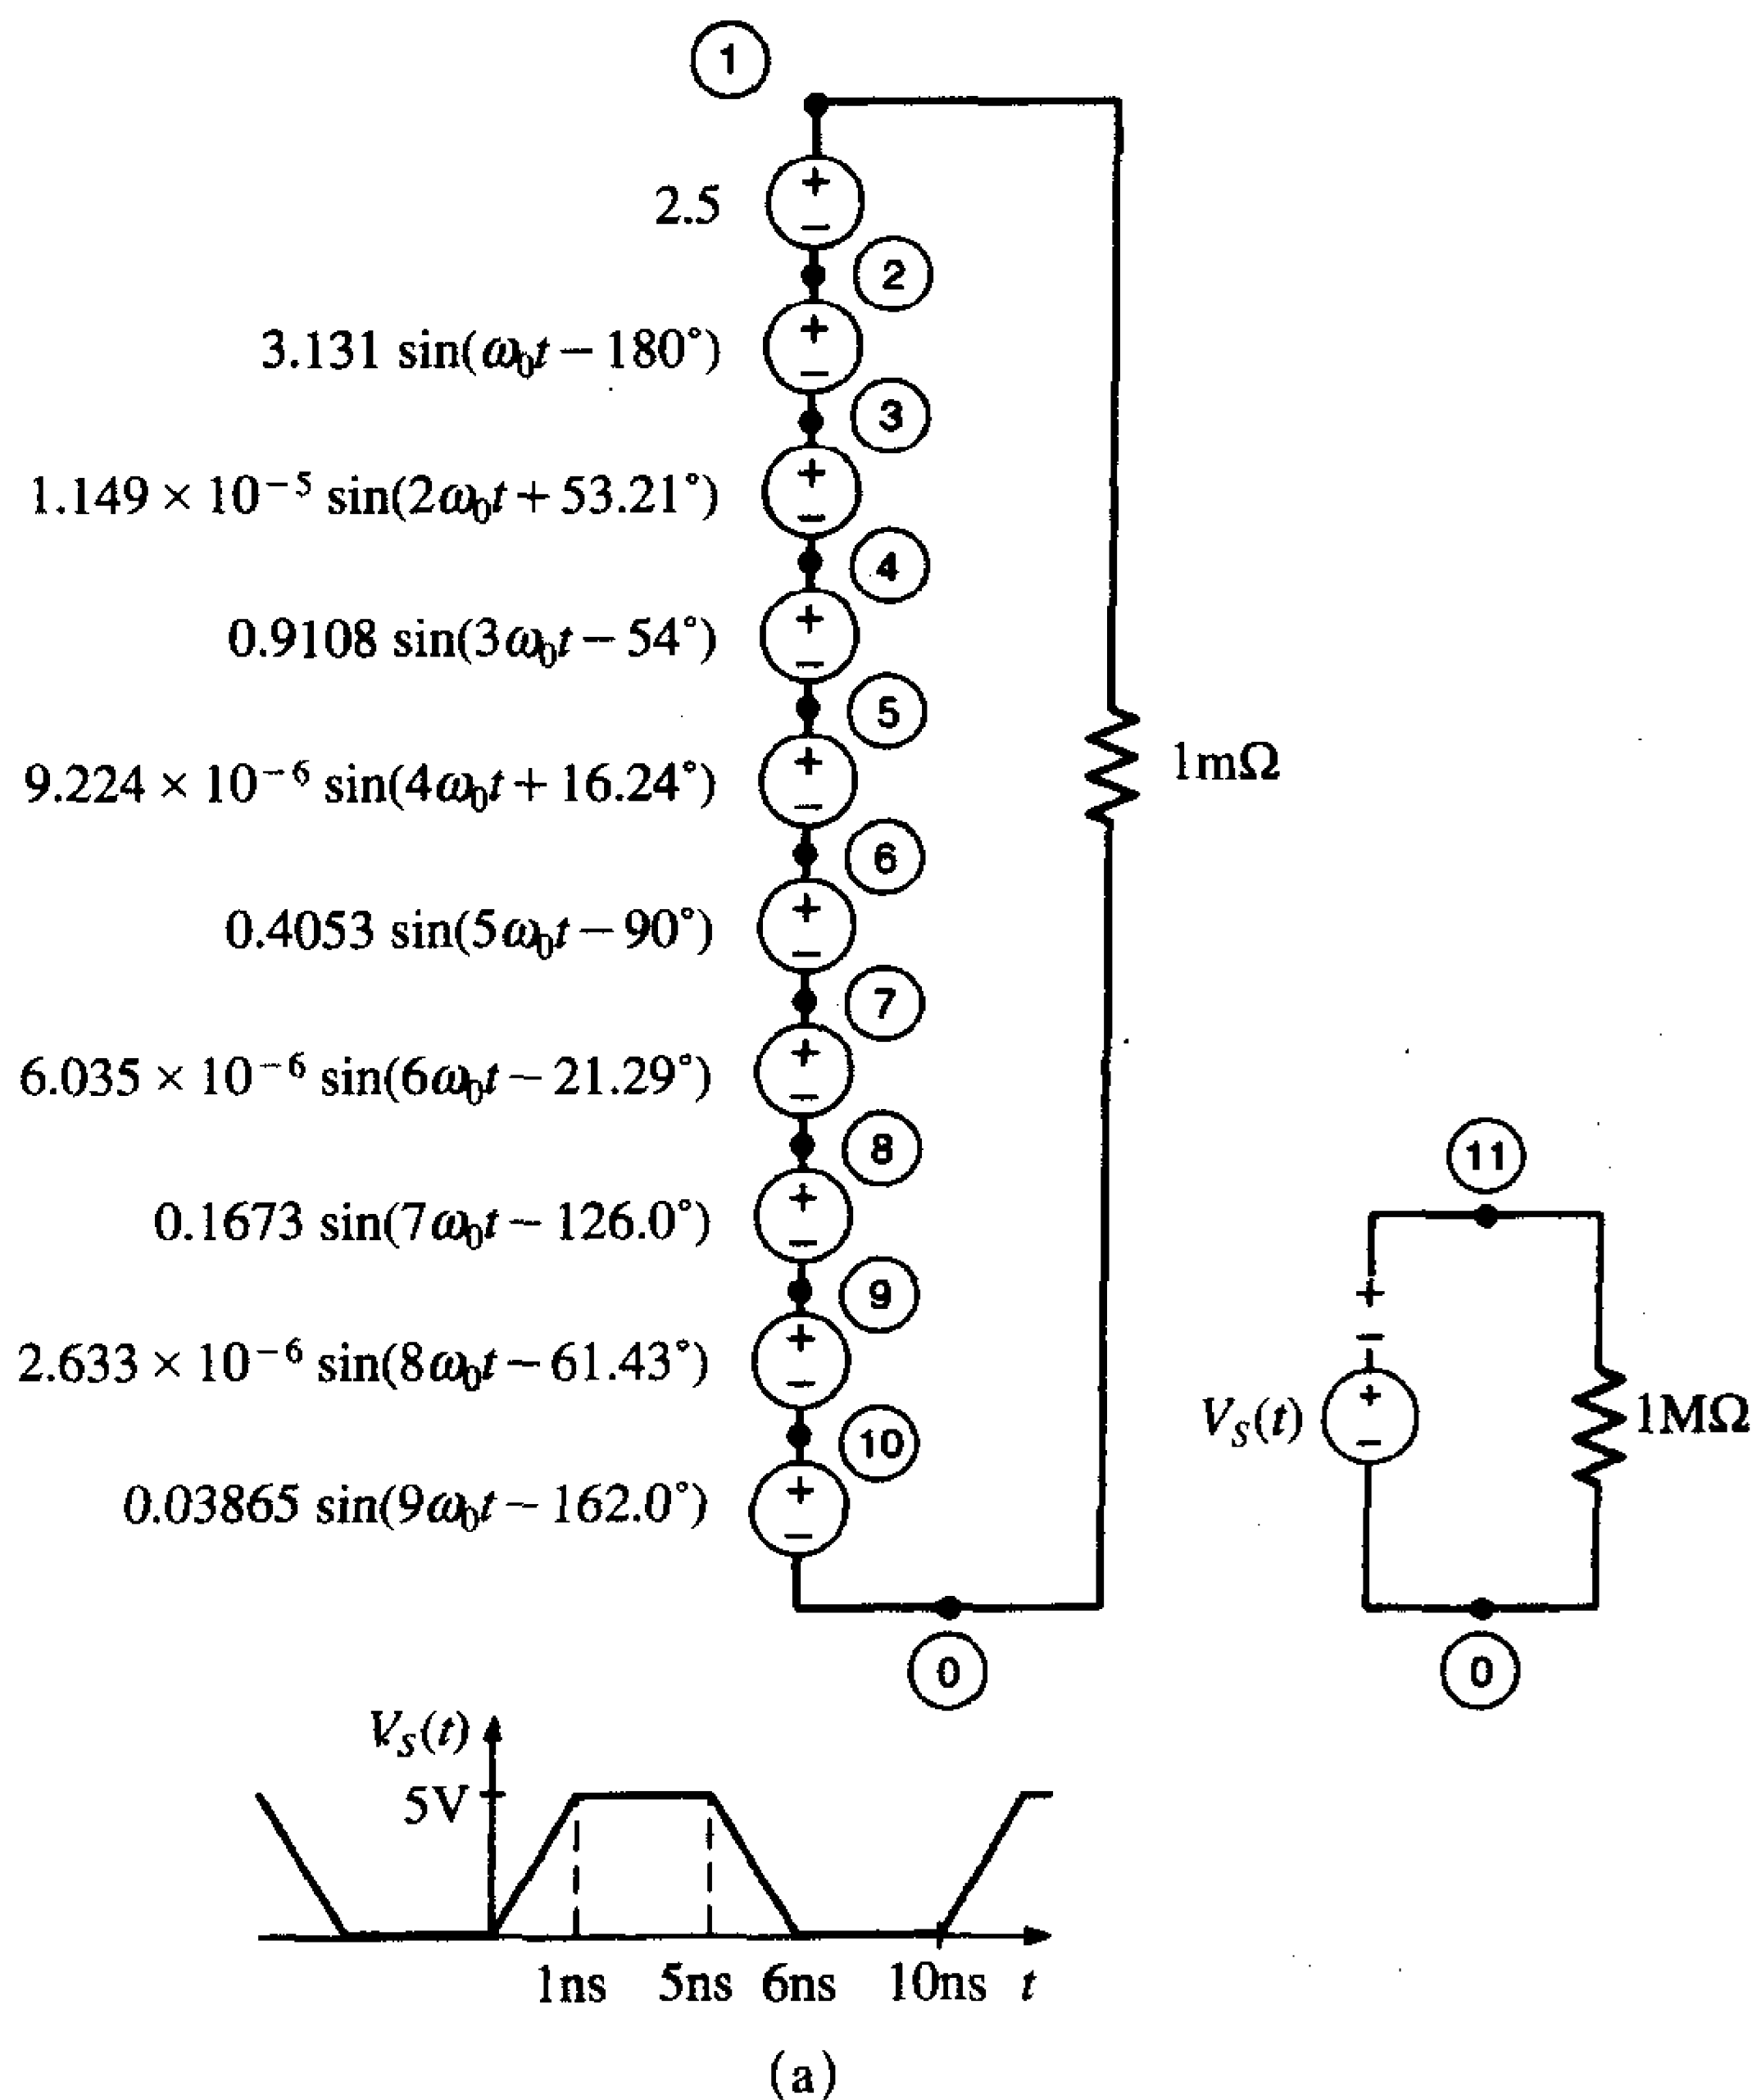 1
2.5
2
3.131 sin(ω₀t − 180°)
3
1.149 × 10⁻⁵ sin(2ω₀t + 53.21°)
4
0.9108 sin(3ω₀t − 54°)
5
9.224 × 10⁻⁶ sin(4ω₀t + 16.24°)
1mΩ
6
0.4053 sin(5ω₀t − 90°)
7
6.035 × 10⁻⁶ sin(6ω₀t − 21.29°)
8
11
0.1673 sin(7ω₀t − 126.0°)
9
2.633 × 10⁻⁶ sin(8ω₀t − 61.43°)
10
V_S(t)
1MΩ
0.03865 sin(9ω₀t − 162.0°)
0
0
V_S(t)
5V
1ns 5ns 6ns 10ns t
(a)